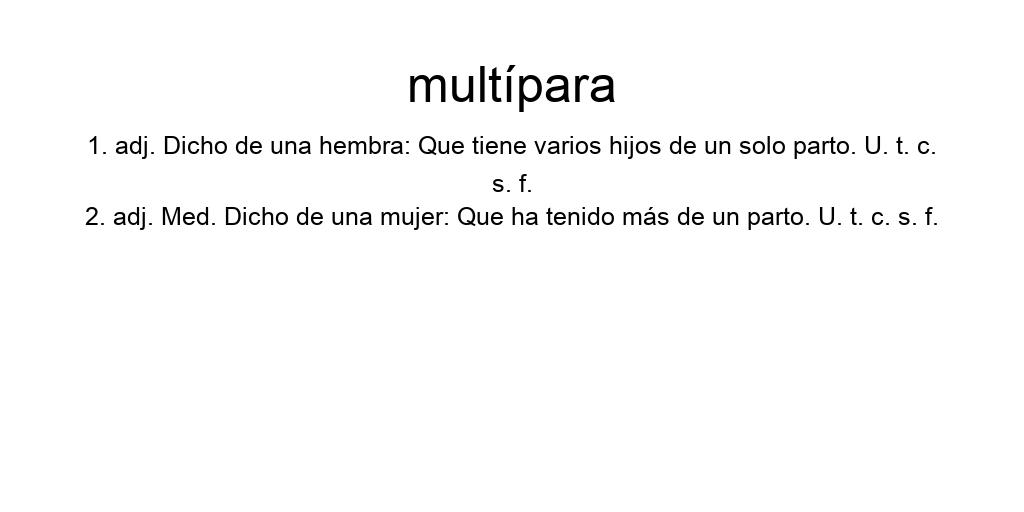 multípara
1. adj. Dicho de una hembra: Que tiene varios hijos de un solo parto. U. t. c.
s. f.
2. adj. Med. Dicho de una mujer: Que ha tenido más de un parto. U. t. c. s. f.